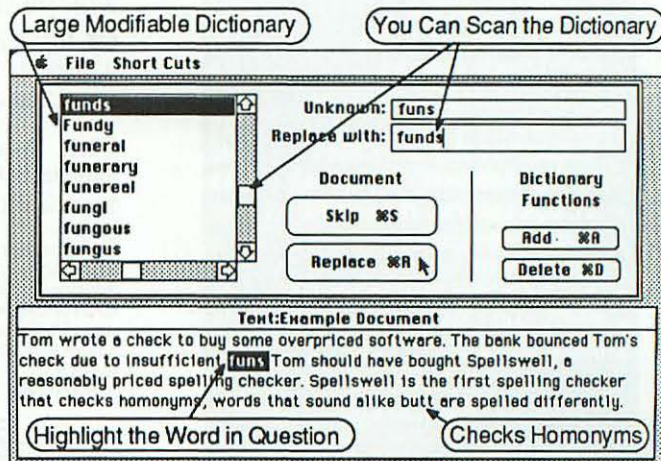 Large Modifiable Dictionary
You Can Scan the Dictionary
File Short Cuts
funds
Fundy
funeral
funerary
funereal
fungi
fungous
fungus
Unknown: funs
Replace with: funds
Document
Skip ⌘S
Replace ⌘R
Dictionary
Functions
Add ⌘A
Delete ⌘D
Text:Example Document
Tom wrote a check to buy some overpriced software. The bank bounced Tom's
check due to insufficient funs Tom should have bought Spellswell, a
reasonably priced spelling checker. Spellswell is the first spelling checker
that checks homonyms, words that sound alike butt are spelled differently.
Highlight the Word in Question
Checks Homonyms